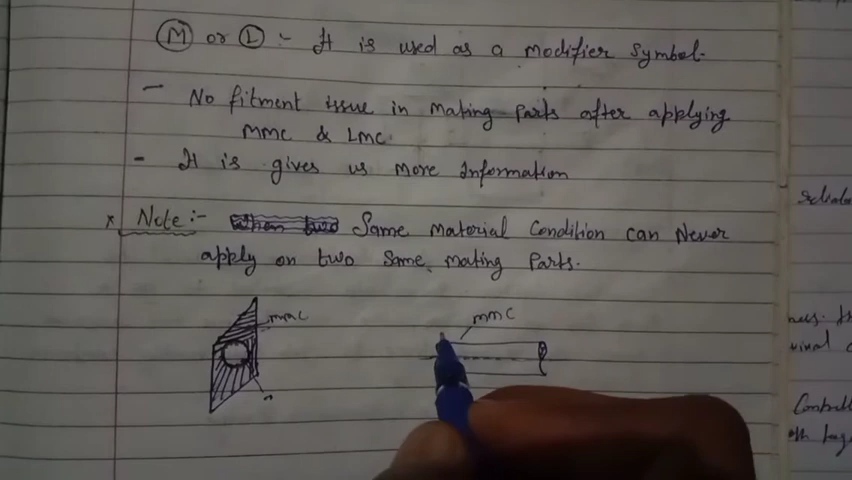 Ⓜ or Ⓛ :- It is used as a modifier symbol.
- No fitment issue in mating parts after applying
MMC & LMC.
- It is gives us more Information
x Note:- Same material Condition can Never
apply on two same mating parts.
mmc
mmc